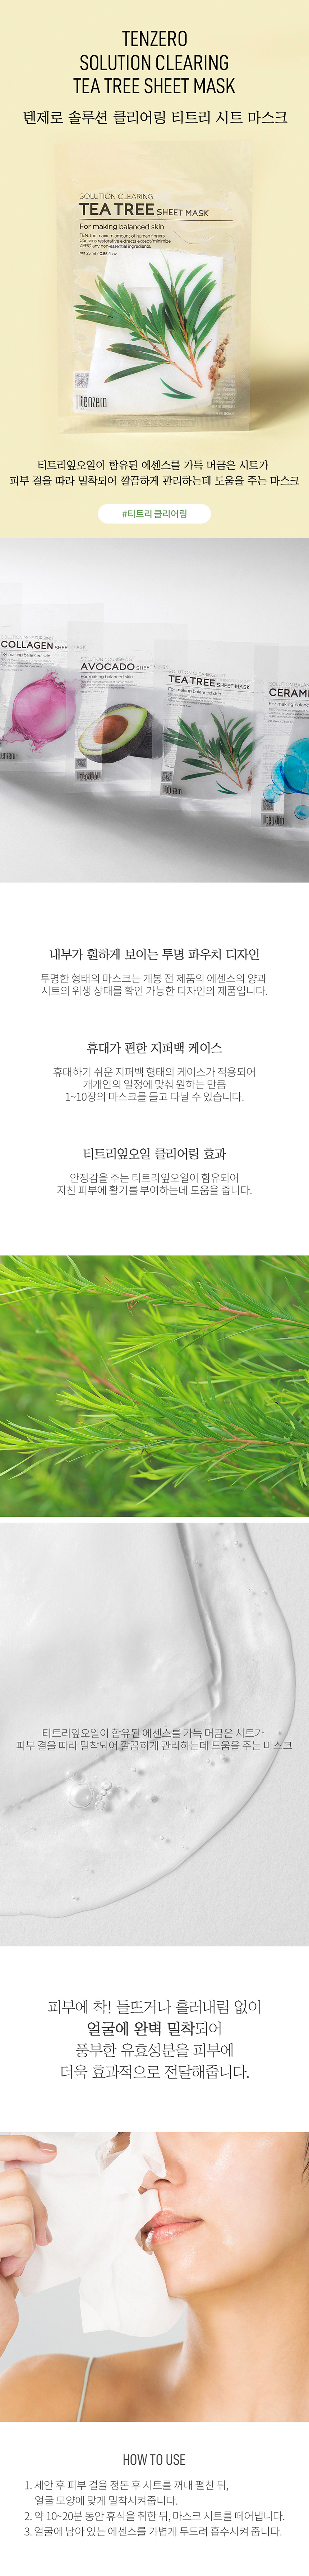 TENZERO
SOLUTION CLEARING
TEA TREE SHEET MASK
텐제로 솔루션 클리어링 티트리 시트 마스크
SOLUTION CLEARING
TEA TREE SHEET MASK
For making balanced skin
TEN, the maximum amount of human fingers
Contains restorative extracts except/minimize
ZERO any non-essentials
net 25 ml / 0.85 fl. oz.
tenzero
티트리잎오일이 함유된 에센스를 가득 머금은 시트가
피부 결을 따라 밀착되어 깔끔하게 관리하는데 도움을 주는 마스크
#티트리 클리어링
COLLAGEN SHEET
For making balanced skin
AVOCADO SHEET
For making balanced skin
TEA TREE SHEET MASK
For making balanced skin
SOLUTION BALA
CERAMI
For making balanc
내부가 훤하게 보이는 투명 파우치 디자인
투명한 형태의 마스크는 개봉 전 제품의 에센스의 양과
시트의 위생 상태를 확인 가능한 디자인의 제품입니다.
휴대가 편한 지퍼백 케이스
휴대하기 쉬운 지퍼백 형태의 케이스가 적용되어
개개인의 일정에 맞춰 원하는 만큼
1~10장의 마스크를 들고 다닐 수 있습니다.
티트리잎오일 클리어링 효과
안정감을 주는 티트리잎오일이 함유되어
지친 피부에 활기를 부여하는데 도움을 줍니다.
티트리잎오일이 함유된 에센스를 가득 머금은 시트가
피부 결을 따라 밀착되어 깔끔하게 관리하는데 도움을 주는 마스크
피부에 착! 들뜨거나 흘러내림 없이
얼굴에 완벽 밀착되어
풍부한 유효성분을 피부에
더욱 효과적으로 전달해줍니다.
HOW TO USE
1. 세안 후 피부 결을 정돈 후 시트를 꺼내 펼친 뒤,
얼굴 모양에 맞게 밀착시켜줍니다.
2. 약 10~20분 동안 휴식을 취한 뒤, 마스크 시트를 떼어냅니다.
3. 얼굴에 남아 있는 에센스를 가볍게 두드려 흡수시켜 줍니다.